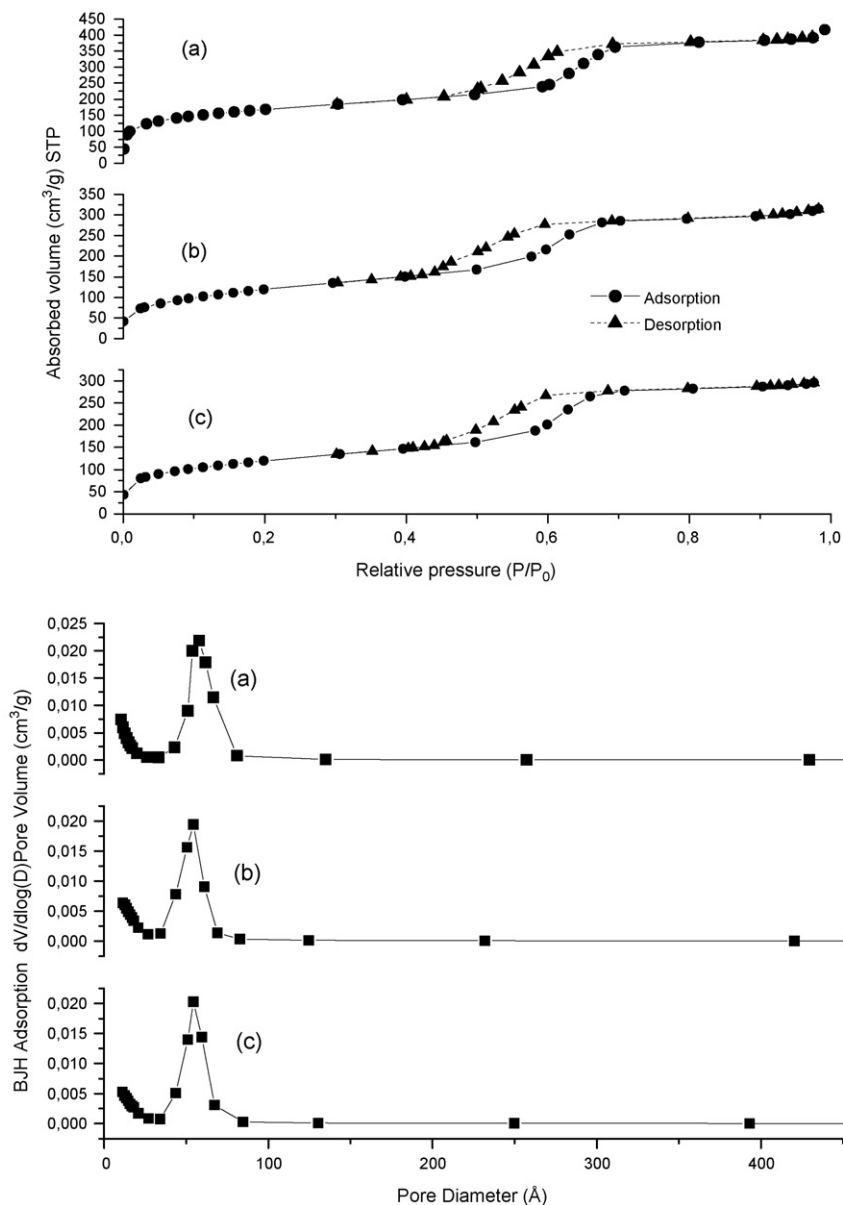 Absorbed volume (cm³/g) STP
450
400
350
300
250
200
150
100
50
0
(a)
350
300
250
200
150
100
50
0
(b)
Adsorption
Desorption
300
250
200
150
100
50
0
(c)
0,0 0,2 0,4 0,6 0,8 1,0
Relative pressure (P/P₀)
BJH Adsorption dV/dlog(D)Pore Volume (cm³/g)
0,025
0,020
0,015
0,010
0,005
0,000
(a)
0,020
0,015
0,010
0,005
0,000
(b)
0,020
0,015
0,010
0,005
0,000
(c)
0 100 200 300 400
Pore Diameter (Å)